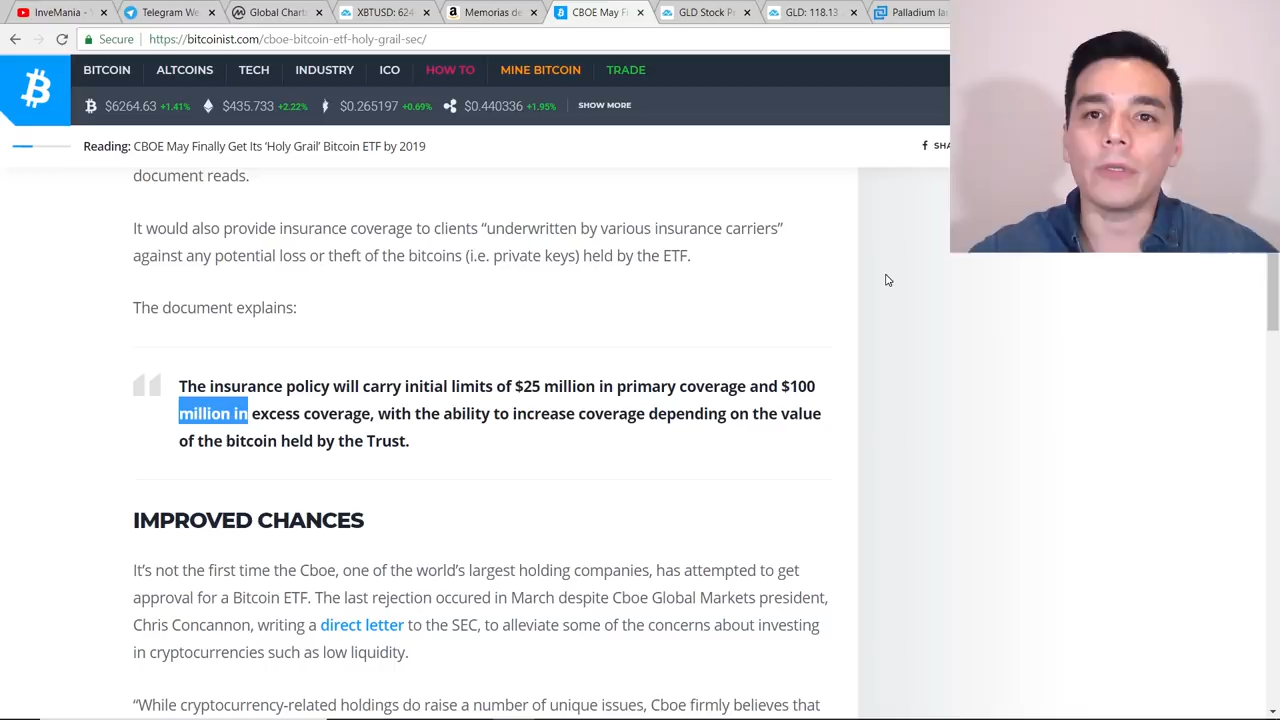 InveMania -
Telegram We
Global Chart
XBTUSD: 624
Memorias de
CBOE May Fi
GLD Stock P
GLD: 118.13
Palladium la
Secure https://bitcoinist.com/cboe-bitcoin-etf-holy-grail-sec/
BITCOIN ALTCOINS TECH INDUSTRY ICO HOW TO MINE BITCOIN TRADE
$6264.63 +1.41% $435.733 +2.22% $0.265197 +0.69% $0.440336 +1.95% SHOW MORE
Reading: CBOE May Finally Get Its ‘Holy Grail’ Bitcoin ETF by 2019
SHA
document reads.
It would also provide insurance coverage to clients “underwritten by various insurance carriers”
against any potential loss or theft of the bitcoins (i.e. private keys) held by the ETF.
The document explains:
The insurance policy will carry initial limits of $25 million in primary coverage and $100
million in excess coverage, with the ability to increase coverage depending on the value
of the bitcoin held by the Trust.
IMPROVED CHANCES
It’s not the first time the Cboe, one of the world’s largest holding companies, has attempted to get
approval for a Bitcoin ETF. The last rejection occured in March despite Cboe Global Markets president,
Chris Concannon, writing a direct letter to the SEC, to alleviate some of the concerns about investing
in cryptocurrencies such as low liquidity.
“While cryptocurrency-related holdings do raise a number of unique issues, Cboe firmly believes that